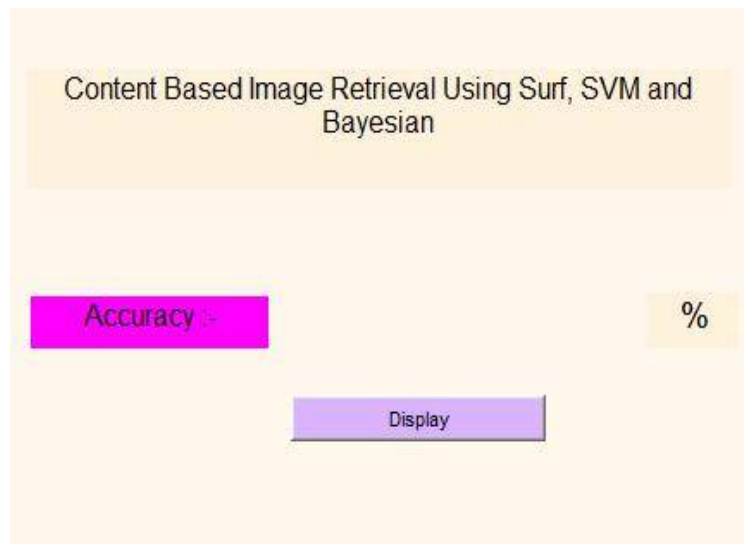 Content Based Image Retrieval Using Surf, SVM and
Bayesian
Accuracy :-
%
Display